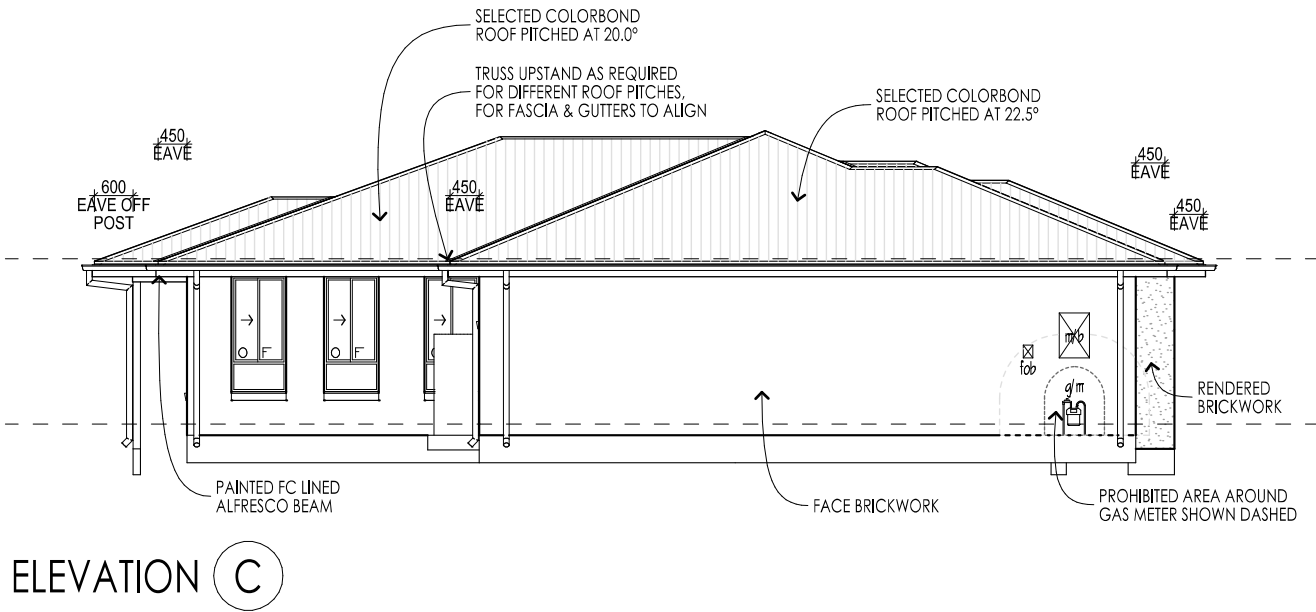 SELECTED COLORBOND
ROOF PITCHED AT 20.0°
TRUSS UPSTAND AS REQUIRED
FOR DIFFERENT ROOF PITCHES,
FOR FASCIA & GUTTERS TO ALIGN
SELECTED COLORBOND
ROOF PITCHED AT 22.5°
450
EAVE
600
EAVE OFF
POST
450
EAVE
450
EAVE
450
EAVE
O F
O F
O
m/b
fob
g/m
RENDERED
BRICKWORK
PAINTED FC LINED
ALFRESCO BEAM
FACE BRICKWORK
PROHIBITED AREA AROUND
GAS METER SHOWN DASHED
ELEVATION C